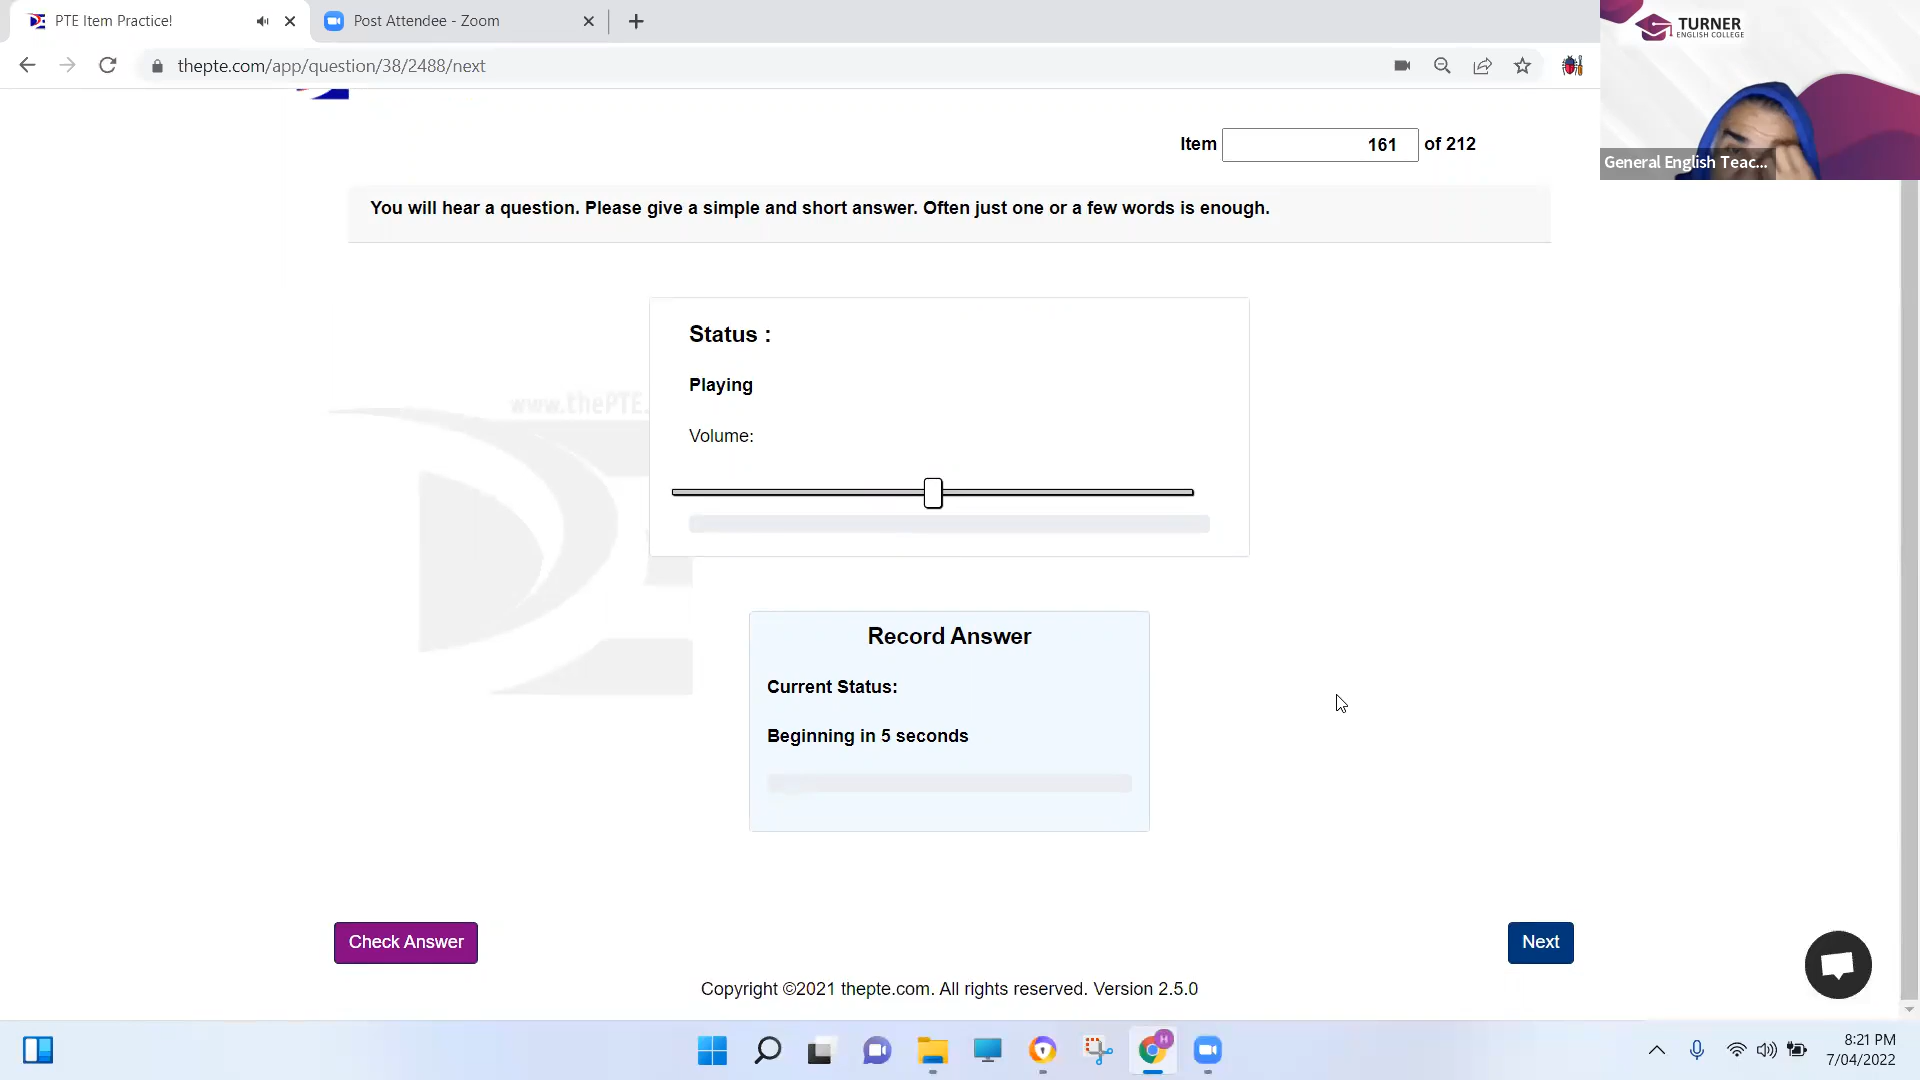 PTE Item Practice!
Post Attendee - Zoom
thepte.com/app/question/38/2488/next
TURNER
ENGLISH COLLEGE
General English Teac...
Item 161 of 212
You will hear a question. Please give a simple and short answer. Often just one or a few words is enough.
www.thePTE.
Status :
Playing
Volume:
Record Answer
Current Status:
Beginning in 5 seconds
Check Answer
Next
Copyright ©2021 thepte.com. All rights reserved. Version 2.5.0
H
8:21 PM
7/04/2022